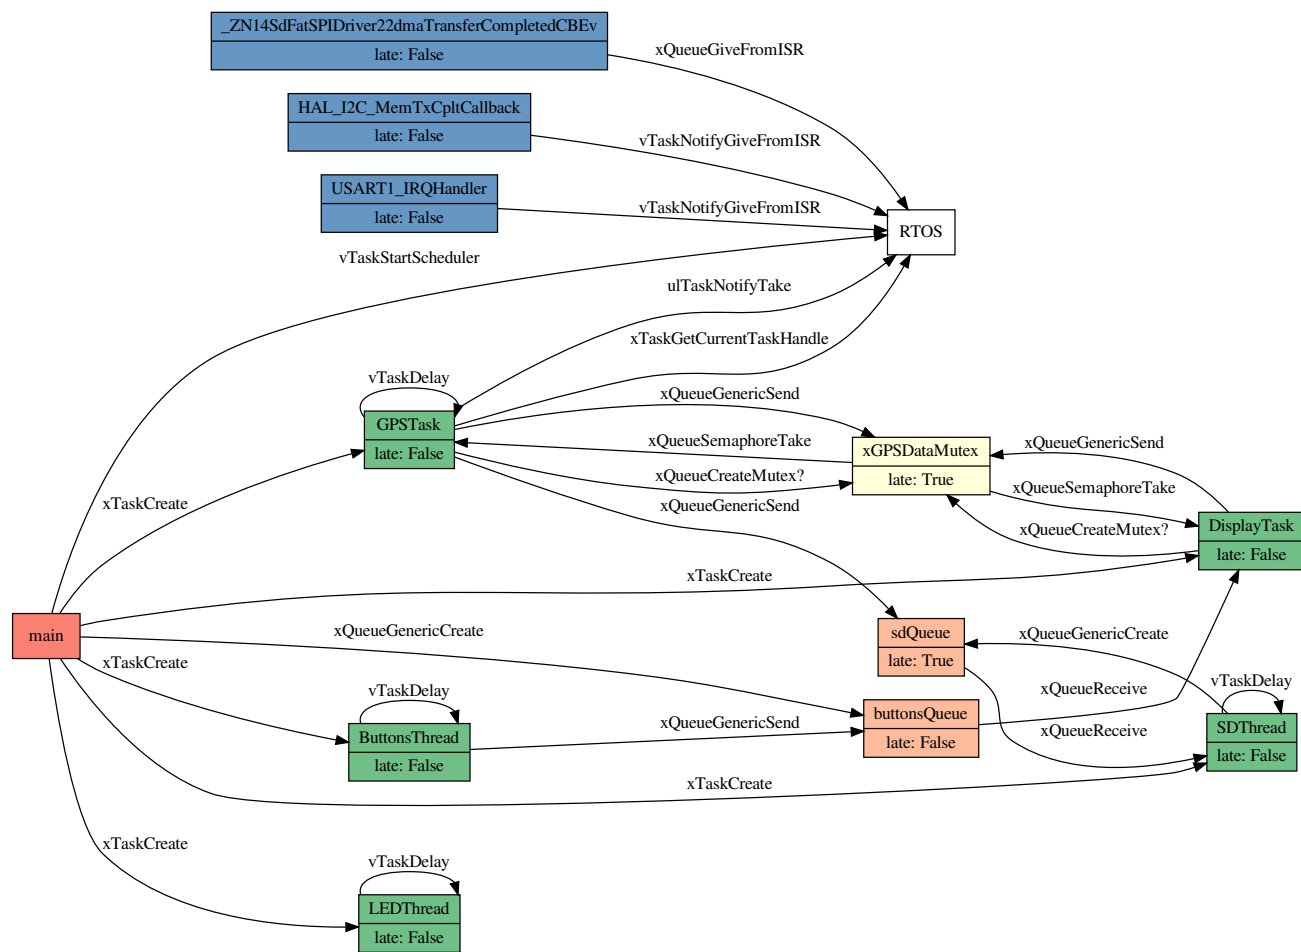 _ZN14SdFatSPIDriver22dmaTransferCompletedCBEv
late: False
xQueueGiveFromISR
HAL_I2C_MemTxCpltCallback
late: False
vTaskNotifyGiveFromISR
USART1_IRQHandler
late: False
vTaskNotifyGiveFromISR
RTOS
vTaskStartScheduler
ulTaskNotifyTake
xTaskGetCurrentTaskHandle
vTaskDelay
GPSTask
late: False
xQueueGenericSend
xQueueSemaphoreTake
xGPSDataMutex
late: True
xQueueGenericSend
xQueueSemaphoreTake
xQueueCreateMutex?
xQueueGenericSend
xTaskCreate
xQueueCreateMutex?
DisplayTask
late: False
xTaskCreate
main
xQueueGenericCreate
sdQueue
late: True
xQueueGenericCreate
xTaskCreate
vTaskDelay
ButtonsThread
late: False
xQueueGenericSend
buttonsQueue
late: False
xQueueReceive
vTaskDelay
SDThread
late: False
xQueueReceive
xTaskCreate
xTaskCreate
vTaskDelay
LEDThread
late: False